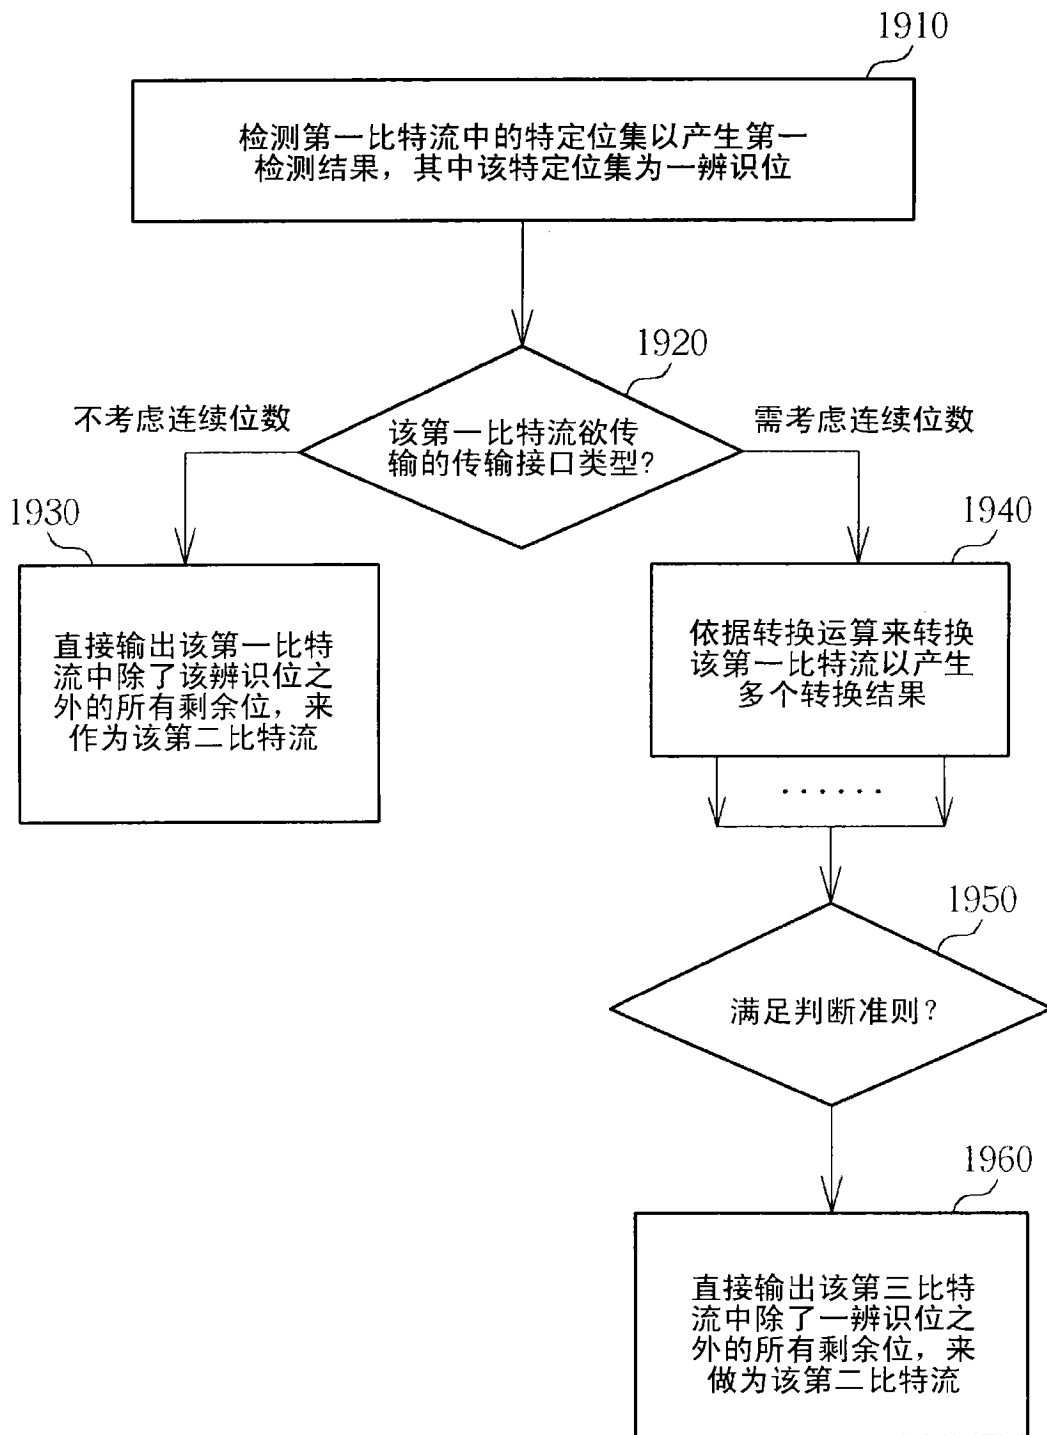 1910
检测第一比特流中的特定位集以产生第一
检测结果，其中该特定位集为一辨识位
1920
不考虑连续位数
需考虑连续位数
该第一比特流欲传
输的传输接口类型？
1930
1940
直接输出该第一比特
流中除了该辨识位之
外的所有剩余位，来
作为该第二比特流
依据转换运算来转换
该第一比特流以产生
多个转换结果
......
1950
满足判断准则？
1960
直接输出该第三比特
流中除了一辨识位之
外的所有剩余位，来
做为该第二比特流